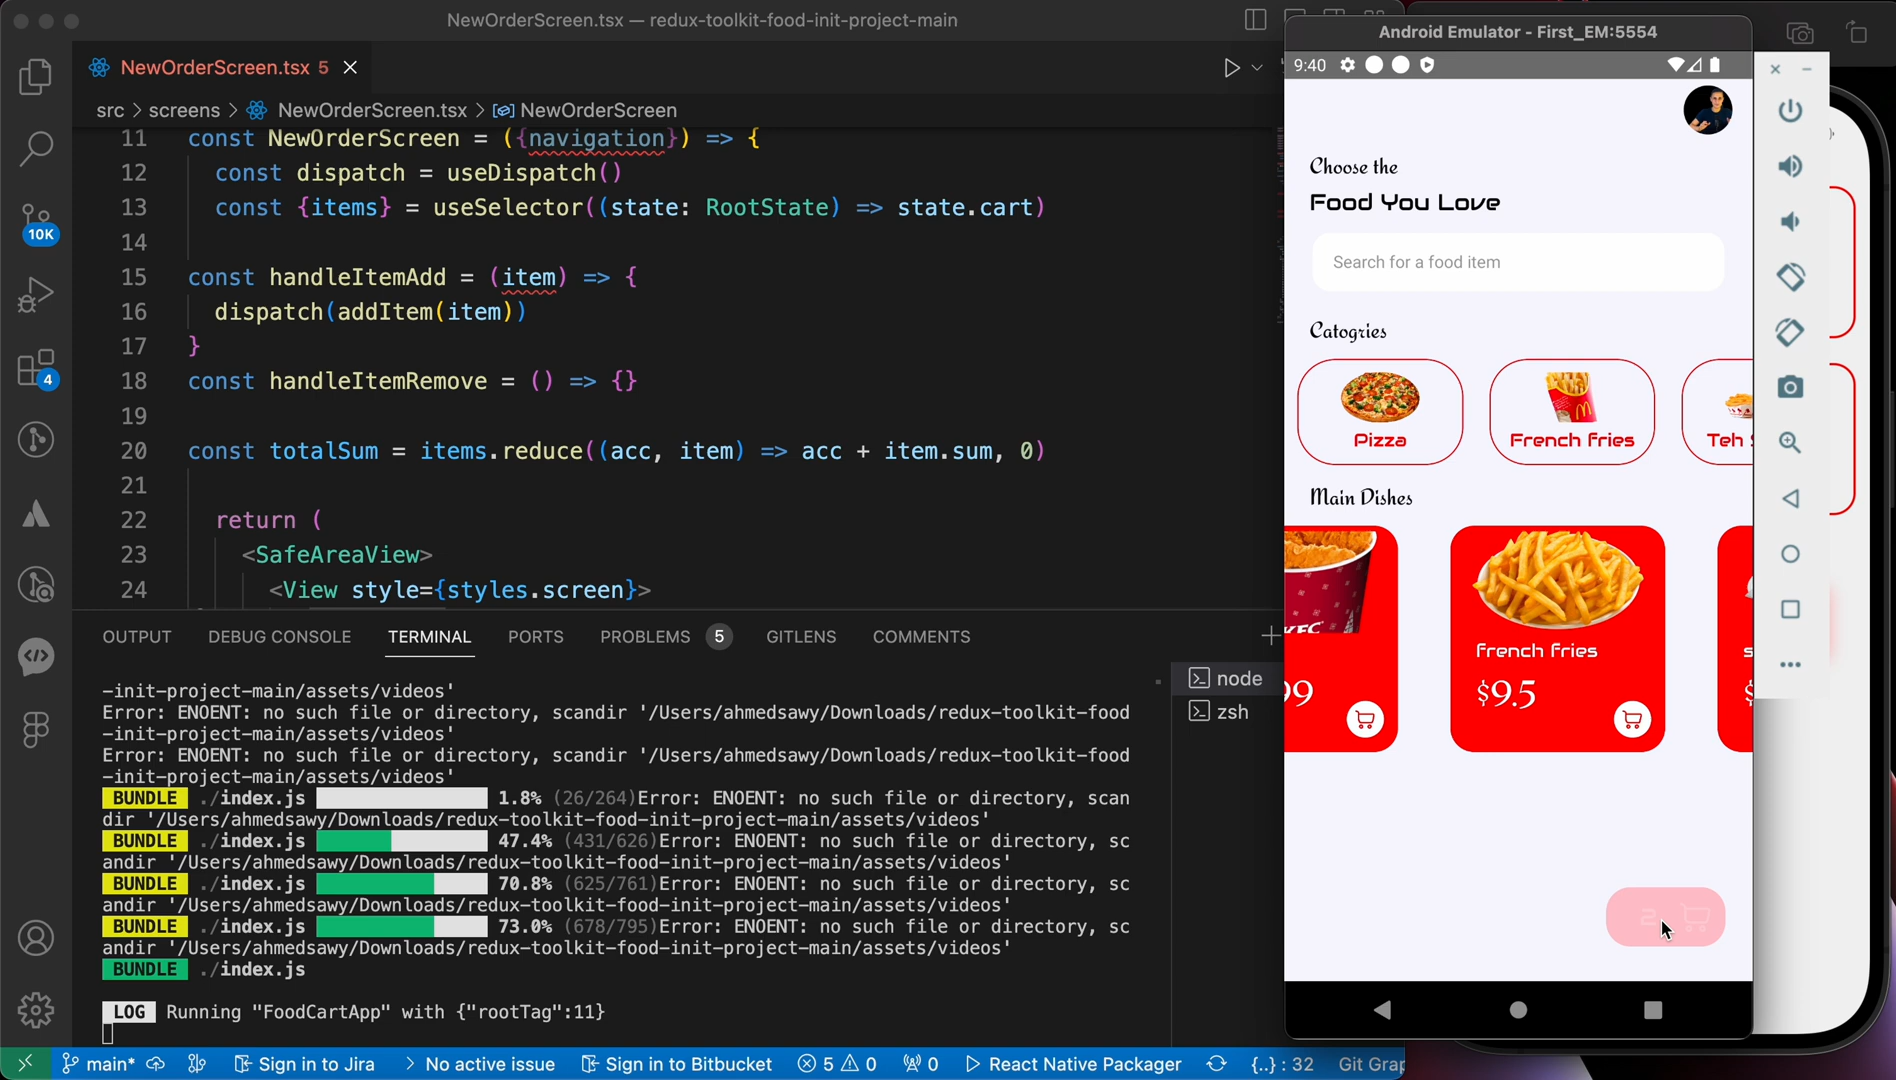 NewOrderScreen.tsx — redux-toolkit-food-init-project-main
NewOrderScreen.tsx 5
src > screens > NewOrderScreen.tsx > NewOrderScreen
11 const NewOrderScreen = ({navigation}) => {
12 const dispatch = useDispatch()
13 const {items} = useSelector((state: RootState) => state.cart)
14
15 const handleItemAdd = (item) => {
16 dispatch(addItem(item))
17 }
18 const handleItemRemove = () => {}
19
20 const totalSum = items.reduce((acc, item) => acc + item.sum, 0)
21
22 return (
23 <SafeAreaView>
24 <View style={styles.screen}>
10K
4
OUTPUT DEBUG CONSOLE TERMINAL PORTS PROBLEMS 5 GITLENS COMMENTS
-init-project-main/assets/videos'
Error: ENOENT: no such file or directory, scandir '/Users/ahmedsawy/Downloads/redux-toolkit-food
-init-project-main/assets/videos'
Error: ENOENT: no such file or directory, scandir '/Users/ahmedsawy/Downloads/redux-toolkit-food
-init-project-main/assets/videos'
BUNDLE ./index.js 1.8% (26/264)Error: ENOENT: no such file or directory, scan
dir '/Users/ahmedsawy/Downloads/redux-toolkit-food-init-project-main/assets/videos'
BUNDLE ./index.js 47.4% (431/626)Error: ENOENT: no such file or directory, sc
andir '/Users/ahmedsawy/Downloads/redux-toolkit-food-init-project-main/assets/videos'
BUNDLE ./index.js 70.8% (625/761)Error: ENOENT: no such file or directory, sc
andir '/Users/ahmedsawy/Downloads/redux-toolkit-food-init-project-main/assets/videos'
BUNDLE ./index.js 73.0% (678/795)Error: ENOENT: no such file or directory, sc
andir '/Users/ahmedsawy/Downloads/redux-toolkit-food-init-project-main/assets/videos'
BUNDLE ./index.js
LOG Running "FoodCartApp" with {"rootTag":11}
node
zsh
main* Sign in to Jira > No active issue Sign in to Bitbucket 5 0 0 React Native Packager {..} : 32 Git Grap
Android Emulator - First_EM:5554
9:40
Choose the
Food You Love
Search for a food item
Catogries
Pizza
French fries
Teh
Main Dishes
KFC
french fries
99
$9.5
2